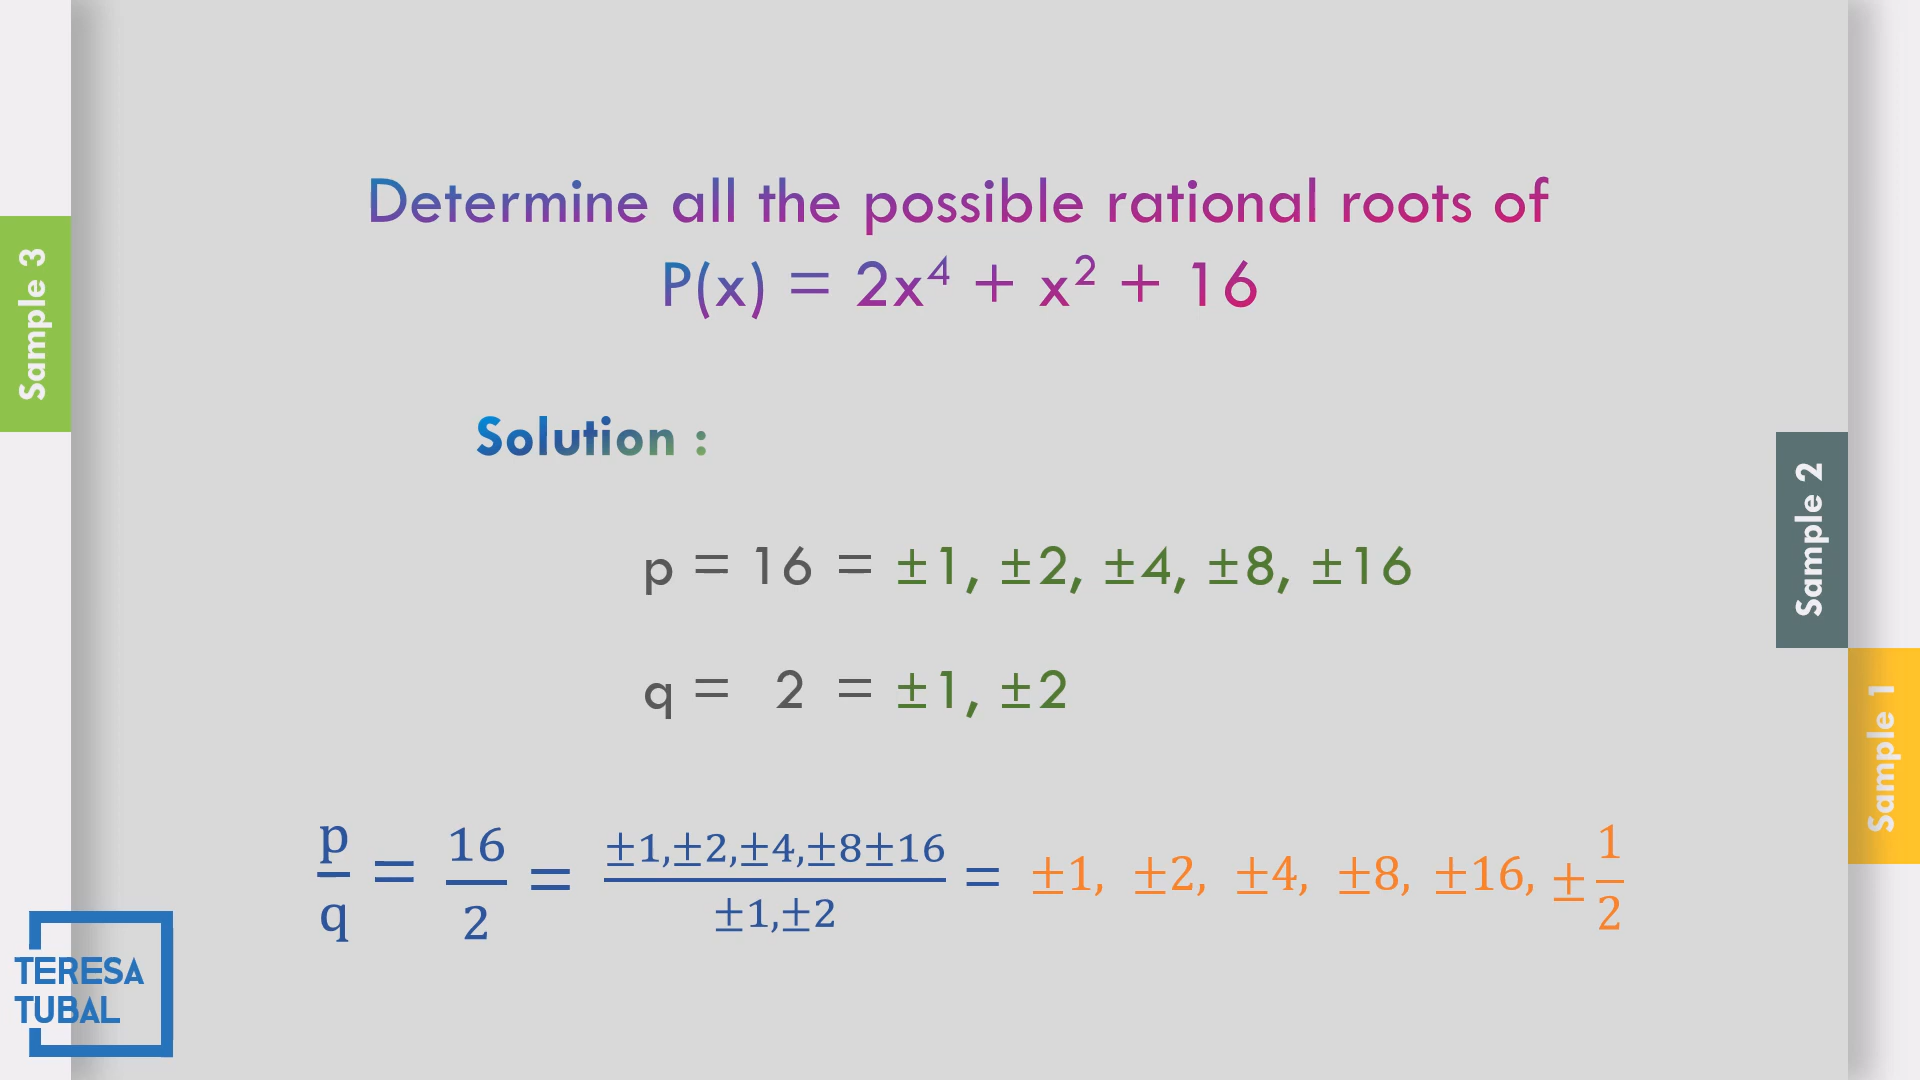 Determine all the possible rational roots of
P(x) = 2x⁴ + x² + 16
Sample 3
Solution :
Sample 2
p = 16 = ±1, ±2, ±4, ±8, ±16
q = 2 = ±1, ±2
Sample 1
p/q = 16/2 = ±1,±2,±4,±8±16/±1,±2 = ±1, ±2, ±4, ±8, ±16, ±1/2
TERESA
TUBAL